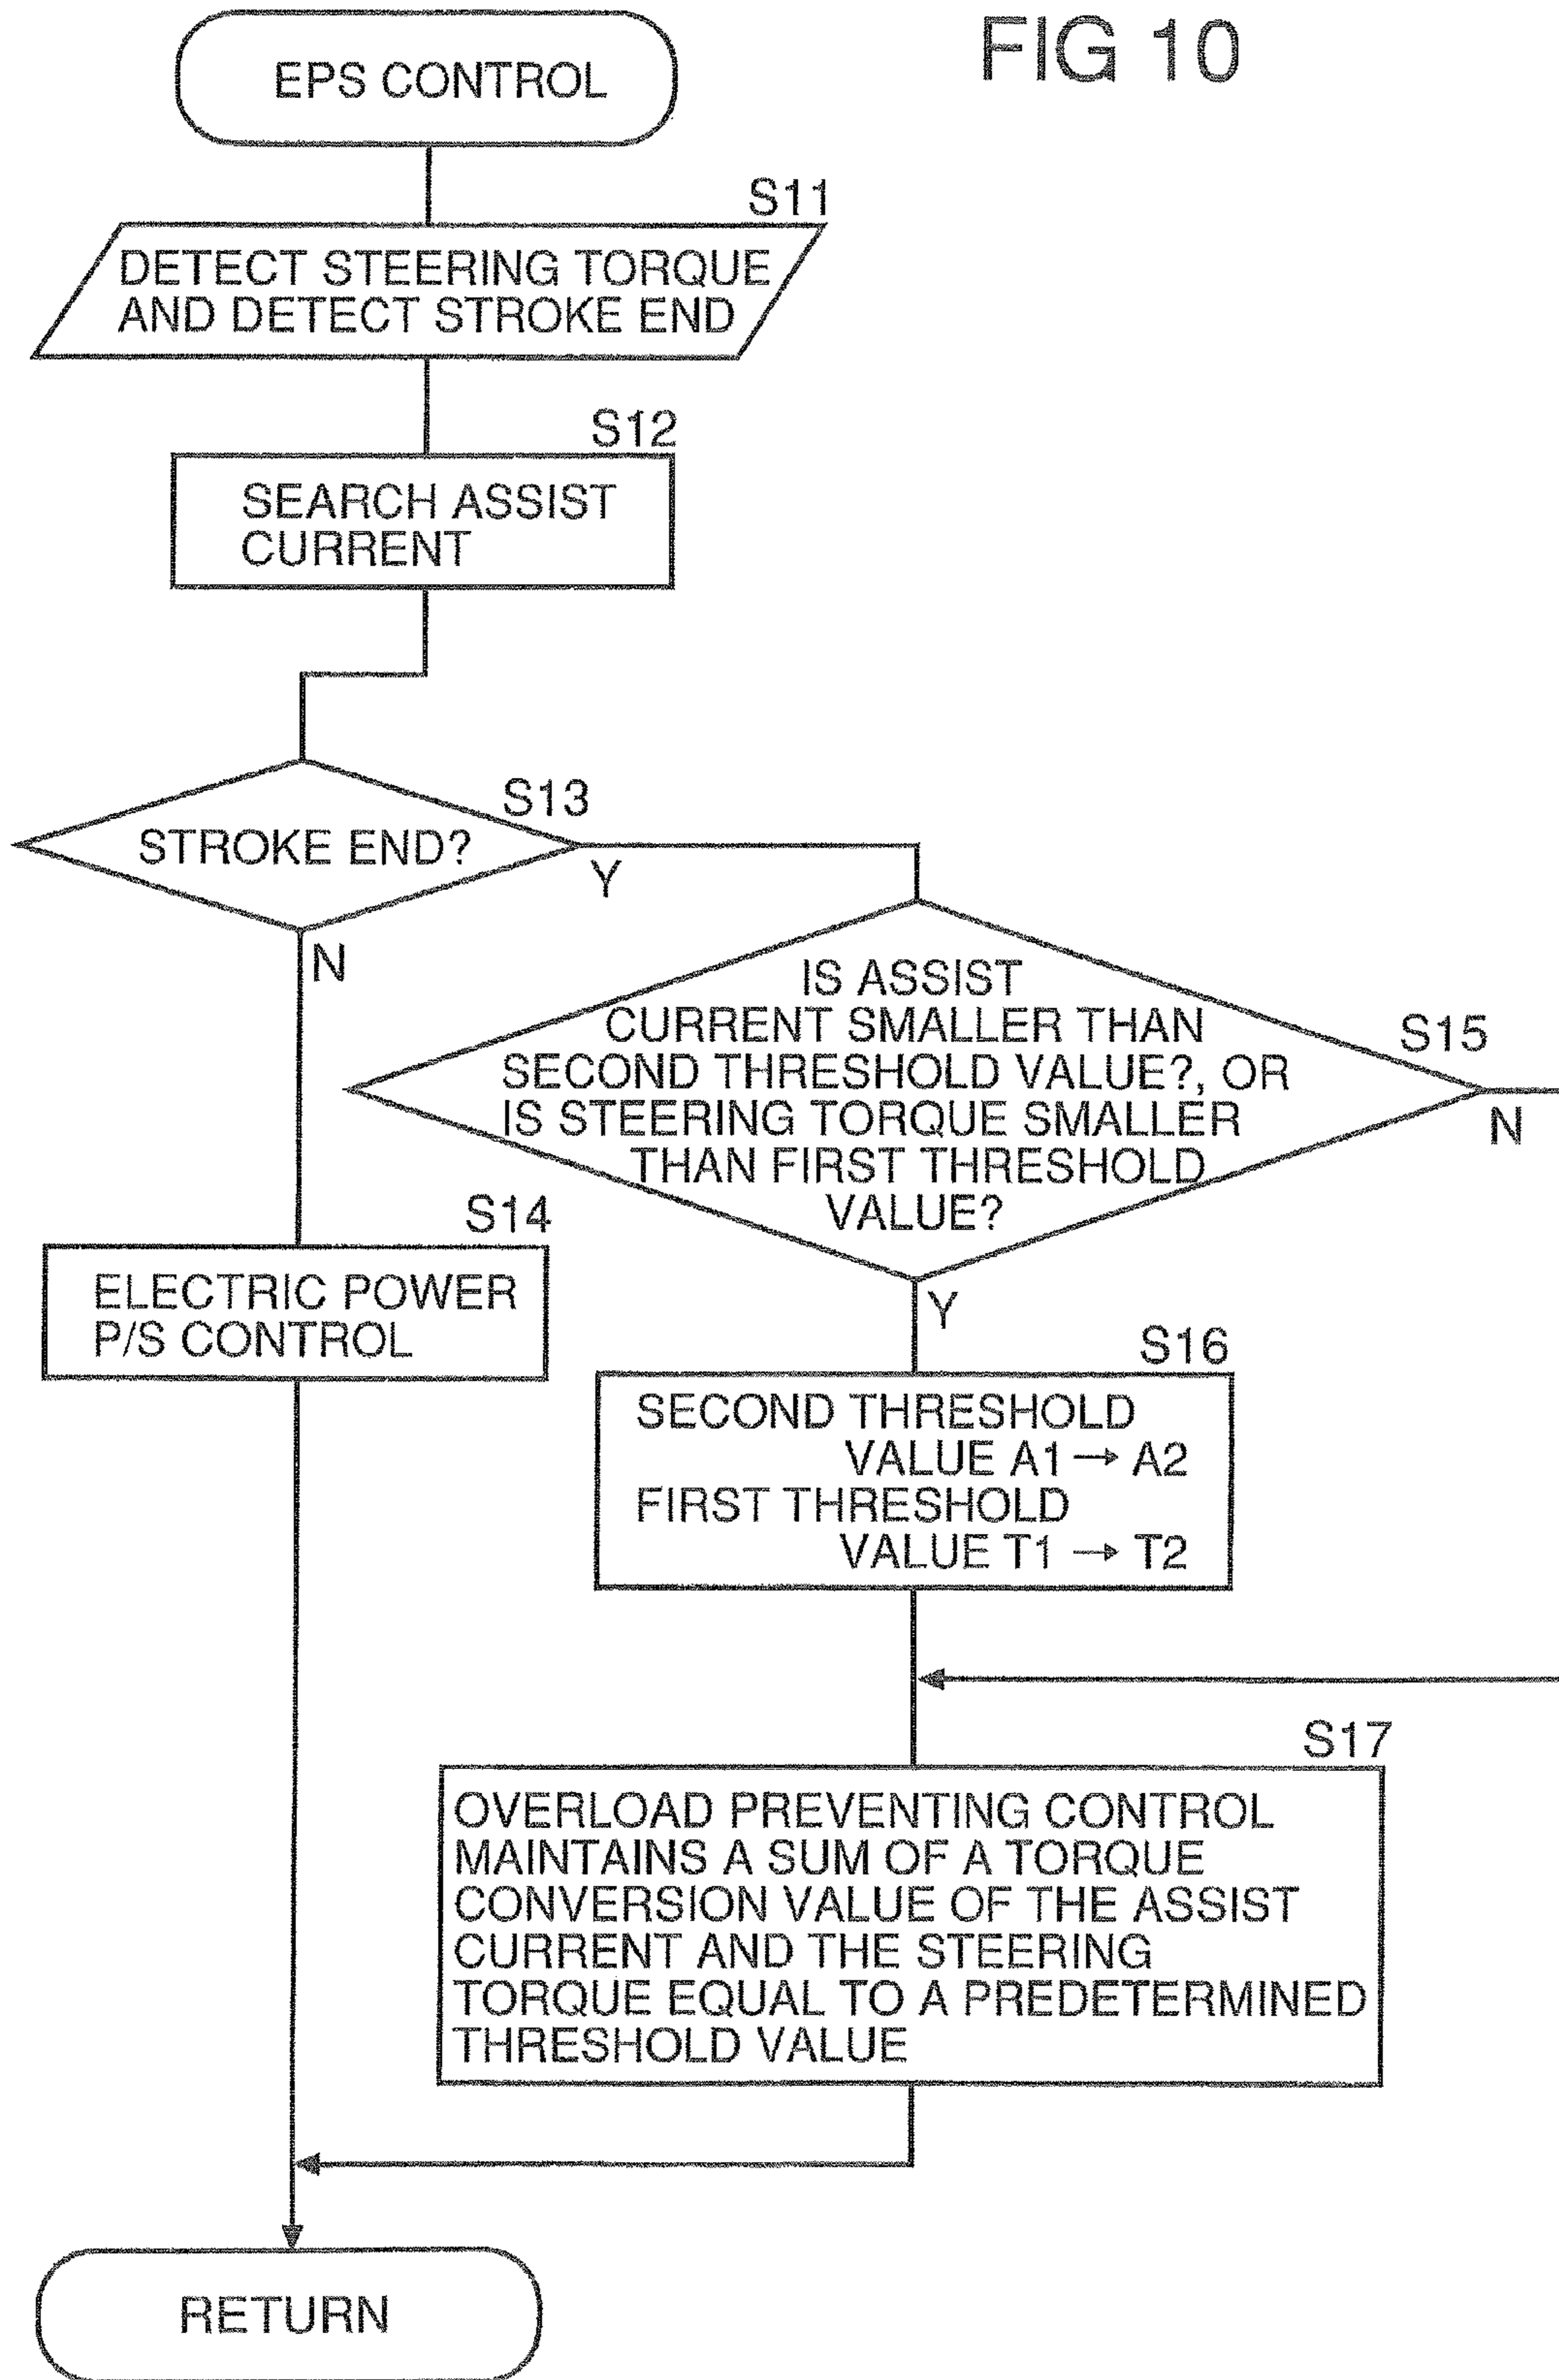 FIG 10
EPS CONTROL
S11
DETECT STEERING TORQUE
AND DETECT STROKE END
S12
SEARCH ASSIST
CURRENT
S13
STROKE END?
Y
N
IS ASSIST
CURRENT SMALLER THAN
SECOND THRESHOLD VALUE?, OR
IS STEERING TORQUE SMALLER
THAN FIRST THRESHOLD
VALUE?
S15
N
Y
S14
ELECTRIC POWER
P/S CONTROL
S16
SECOND THRESHOLD
VALUE A1 → A2
FIRST THRESHOLD
VALUE T1 → T2
S17
OVERLOAD PREVENTING CONTROL
MAINTAINS A SUM OF A TORQUE
CONVERSION VALUE OF THE ASSIST
CURRENT AND THE STEERING
TORQUE EQUAL TO A PREDETERMINED
THRESHOLD VALUE
RETURN